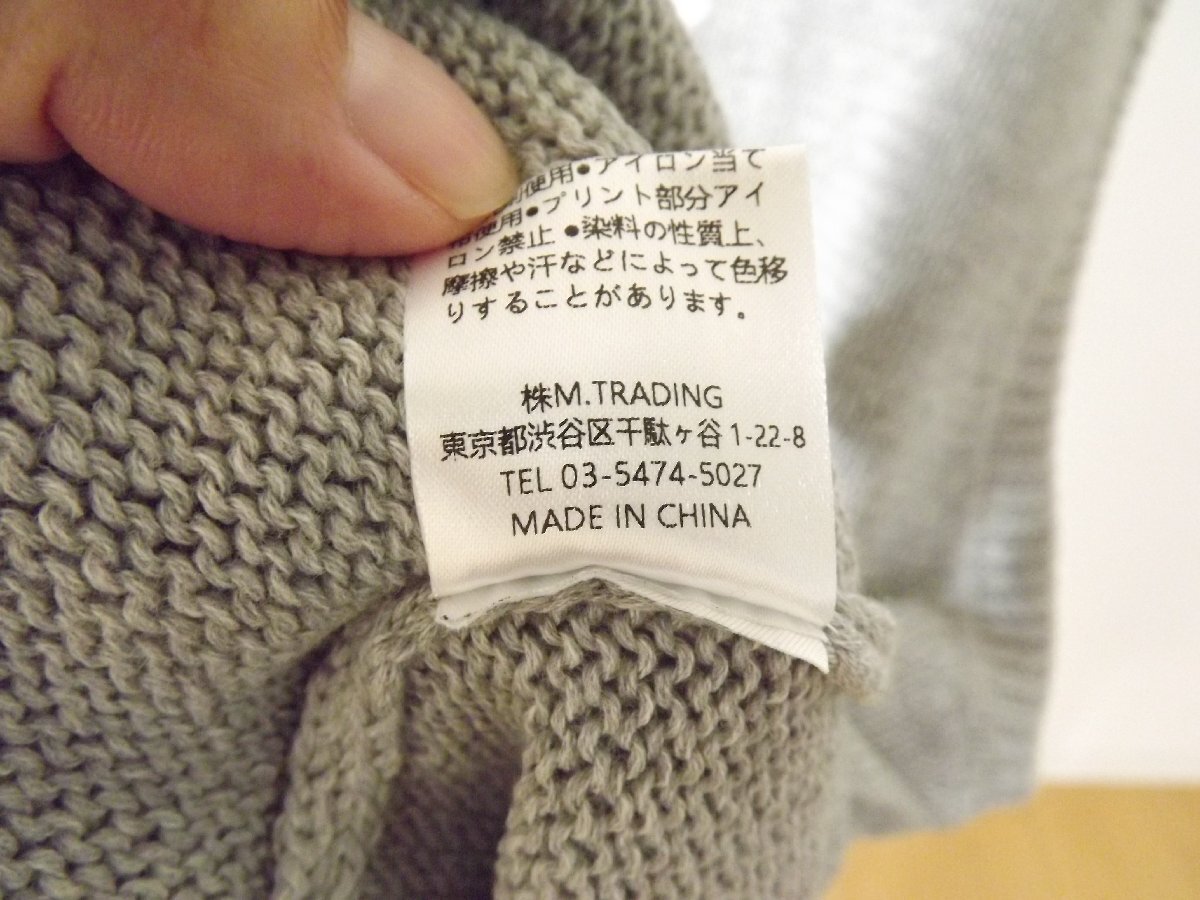 使用●アイロン当て
使用●プリント部分アイ
ロン禁止 ●染料の性質上、
摩擦や汗などによって色移
りすることがあります。
株M.TRADING
東京都渋谷区千駄ヶ谷1-22-8
TEL 03-5474-5027
MADE IN CHINA